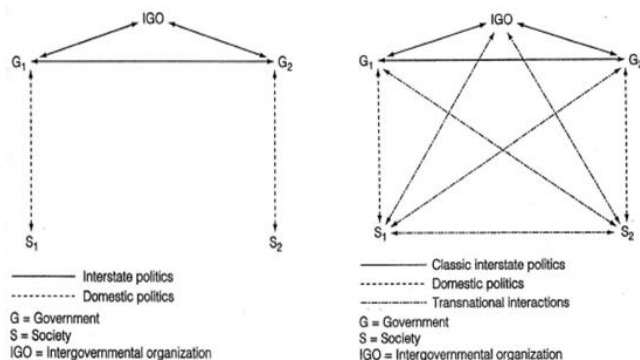 IGO
G1
G2
S1
S2
Interstate politics
Domestic politics
G = Government
S = Society
IGO = Intergovernmental organization
IGO
G1
G2
S1
S2
Classic interstate politics
Domestic politics
Transnational interactions
G = Government
S = Society
IGO = Intergovernmental organization